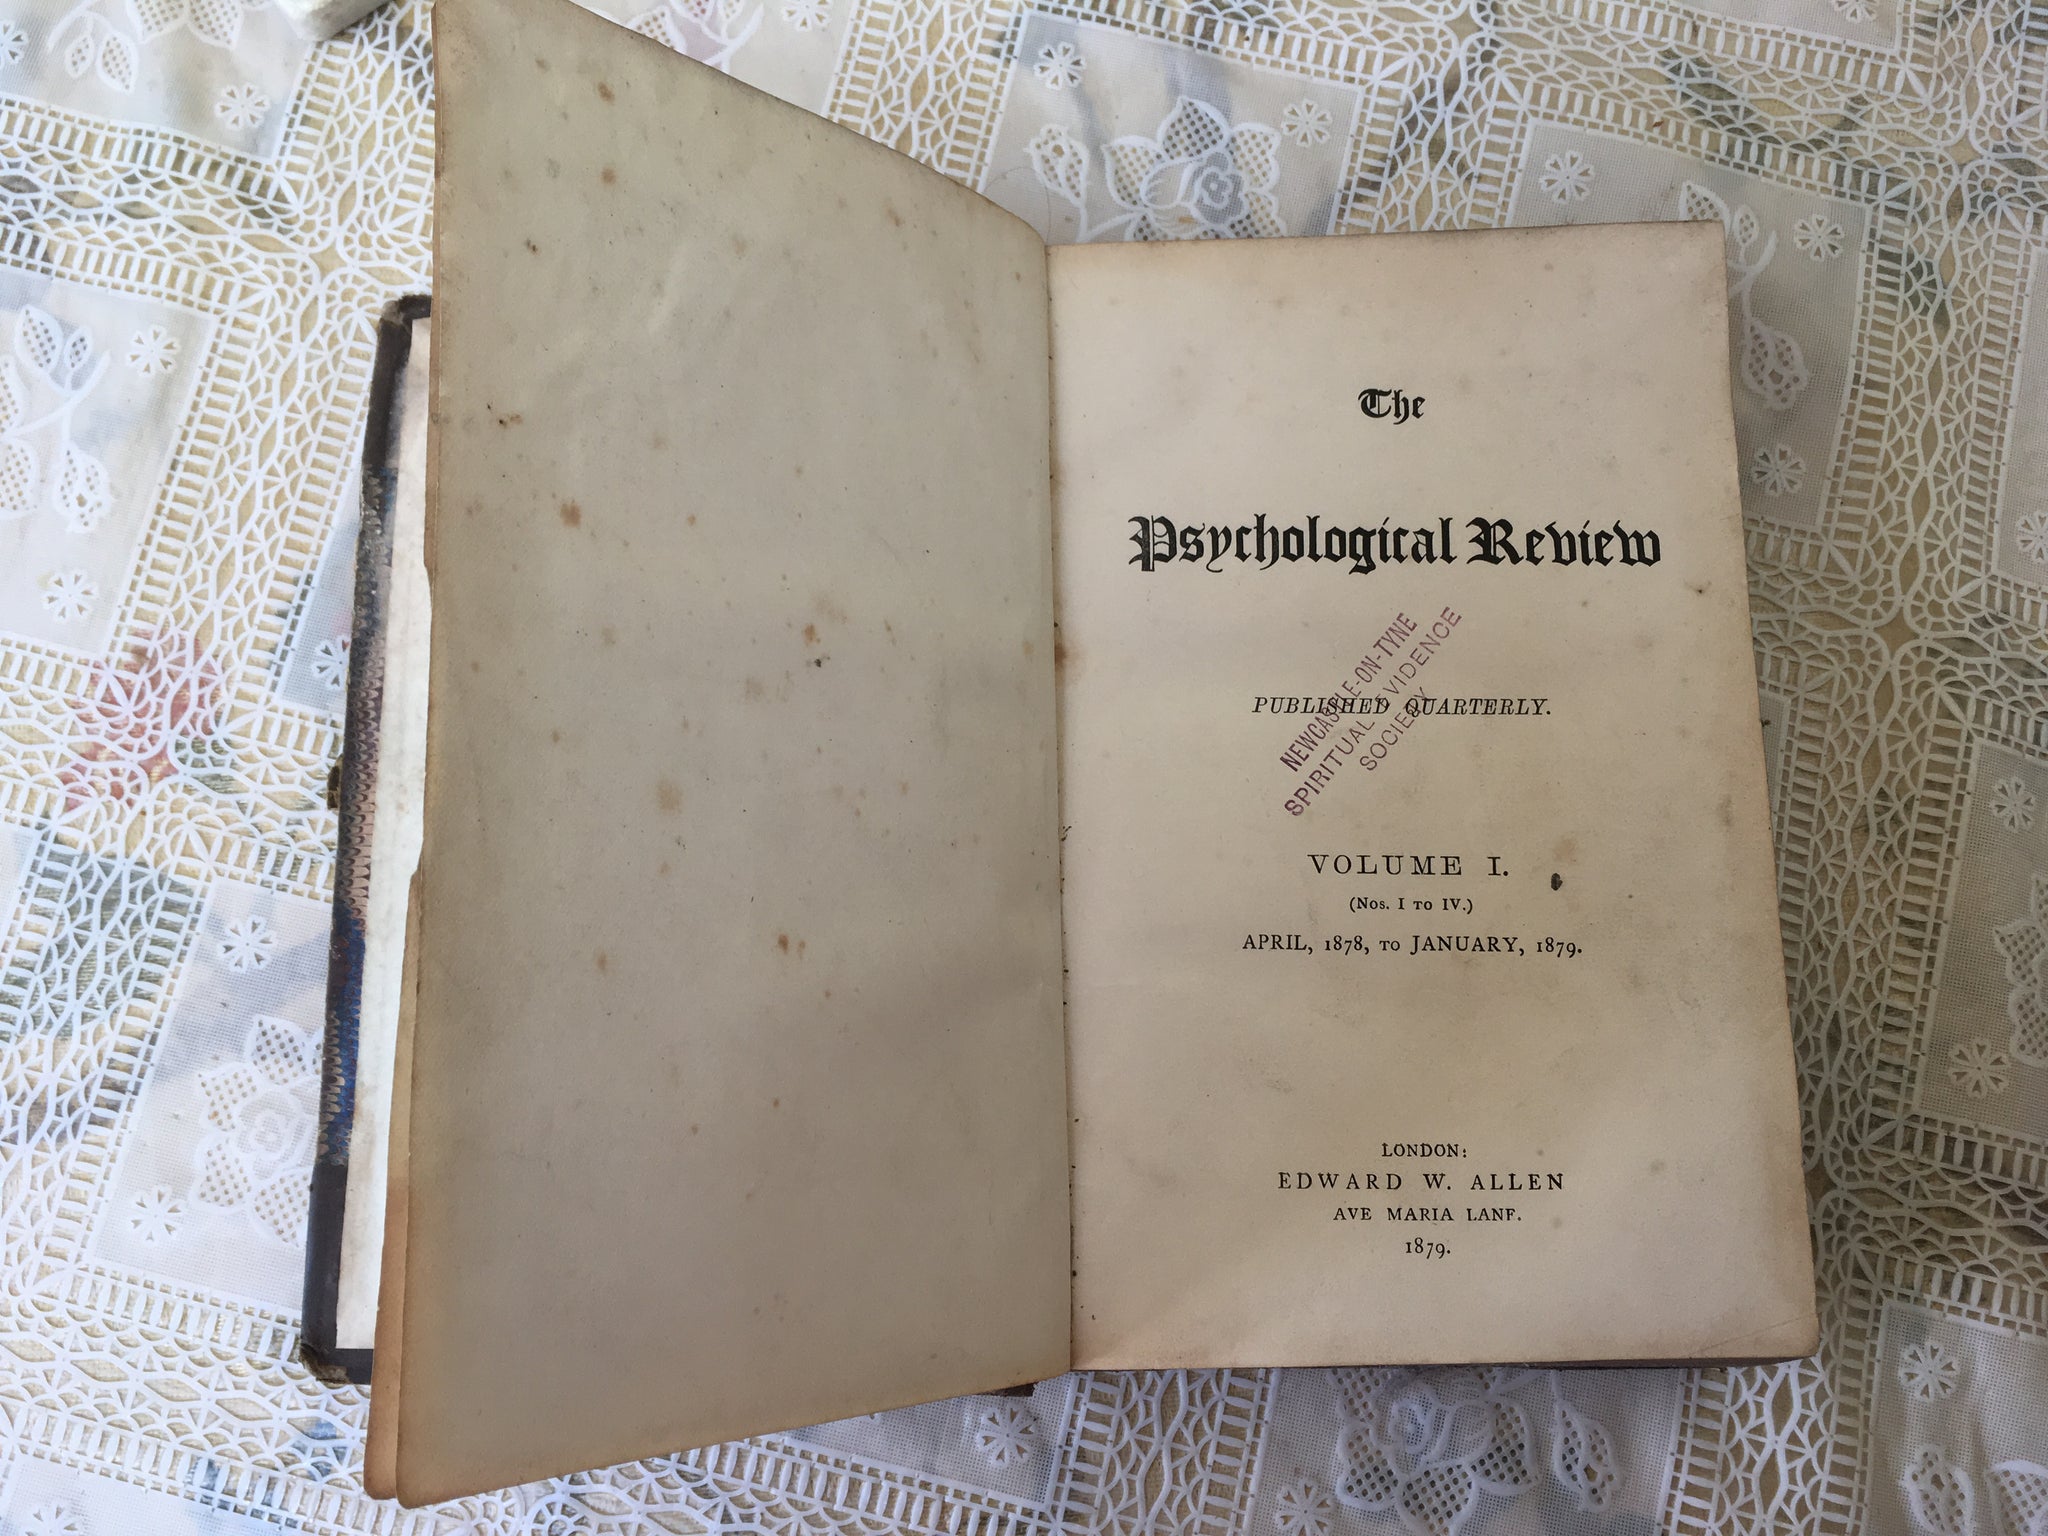 The
Psychological Review
PUBLISHED QUARTERLY.
NEWCASTLE-ON-TYNE
SPIRITUAL EVIDENCE
SOCIETY
VOLUME I.
(Nos. I to IV.)
APRIL, 1878, TO JANUARY, 1879.
LONDON:
EDWARD W. ALLEN
AVE MARIA LANE.
1879.